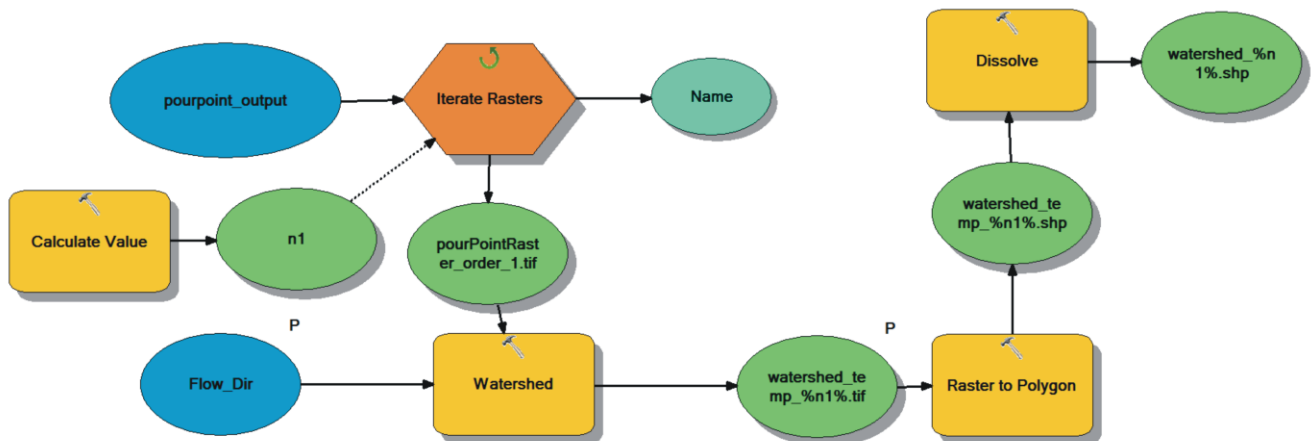 pourpoint_output
Iterate Rasters
Name
Dissolve
watershed_%n
1%.shp
Calculate Value
n1
pourPointRast
er_order_1.tif
watershed_te
mp_%n1%.shp
P
Flow_Dir
Watershed
watershed_te
mp_%n1%.tif
P
Raster to Polygon